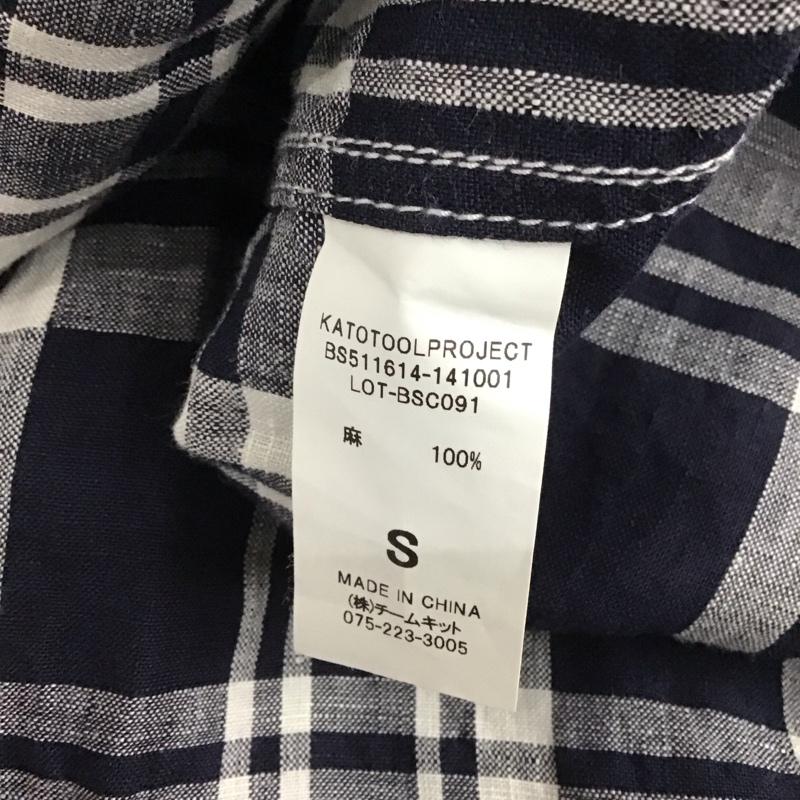 KATOTOOLPROJECT
BS511614-141001
LOT-BSC091
麻 100%
S
MADE IN CHINA
(株)チームキット
075-223-3005